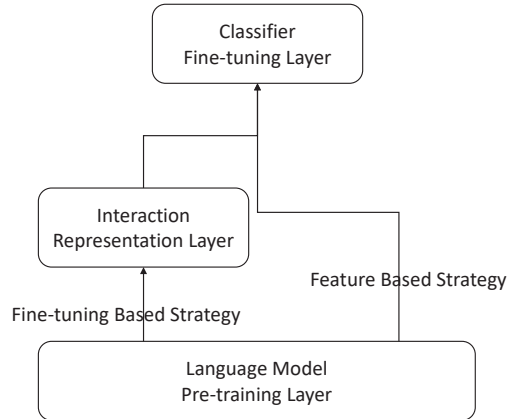 Classifier
Fine-tuning Layer
Interaction
Representation Layer
Feature Based Strategy
Fine-tuning Based Strategy
Language Model
Pre-training Layer